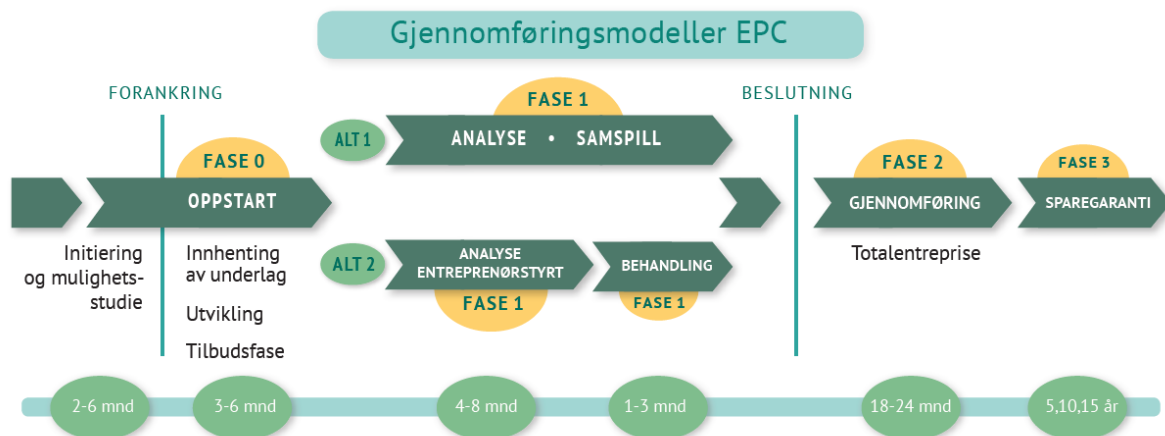 Gjennomføringsmodeller EPC
FORANKRING
BESLUTNING
FASE 1
ALT 1
ANALYSE • SAMSPILL
FASE 0
OPPSTART
FASE 2
GJENNOMFØRING
FASE 3
SPAREGARANTI
Initiering
og mulighets-
studie
Innhenting
av underlag
Utvikling
Tilbudsfase
ALT 2
ANALYSE
ENTREPRENØRSTYRT
FASE 1
BEHANDLING
FASE 1
Totalentreprise
2-6 mnd
3-6 mnd
4-8 mnd
1-3 mnd
18-24 mnd
5,10,15 år